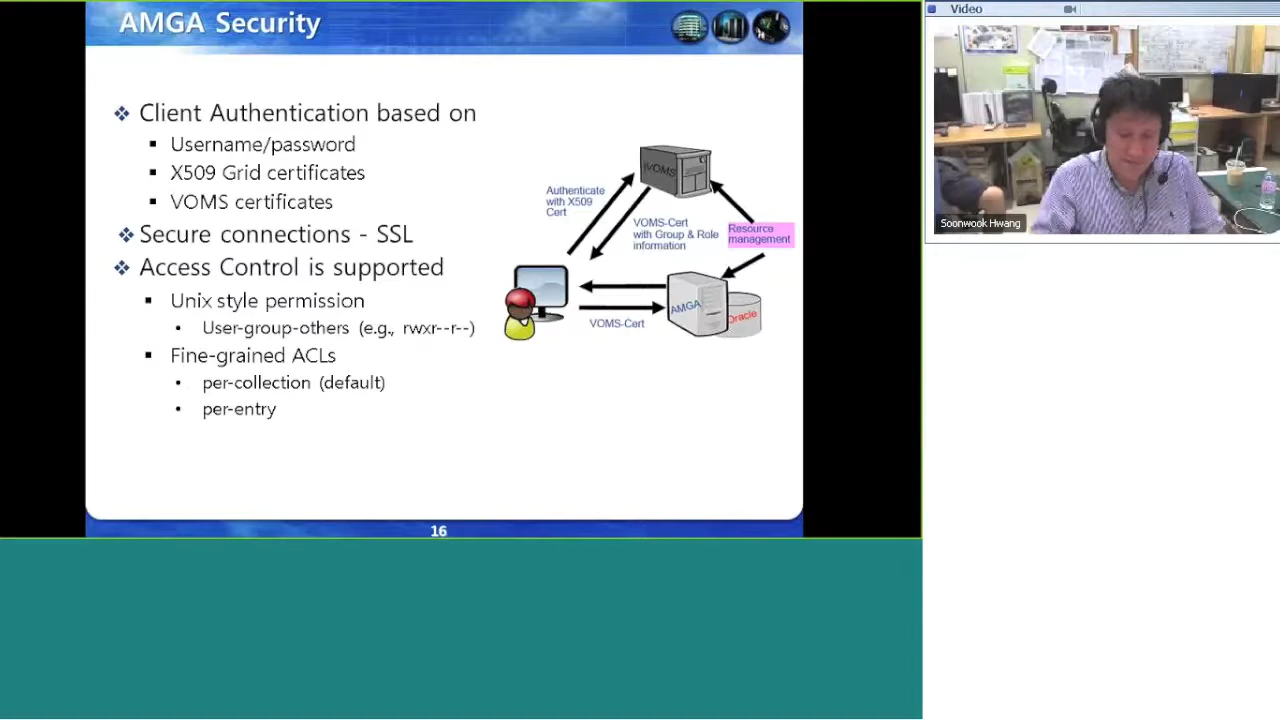 AMGA Security
Client Authentication based on
Username/password
X509 Grid certificates
VOMS certificates
Secure connections - SSL
Access Control is supported
Unix style permission
User-group-others (e.g., rwxr--r--)
Fine-grained ACLs
per-collection (default)
per-entry
VOMS
Authenticate
with X509
Cert
VOMS-Cert
with Group & Role
information
Resource
management
AMGA
Oracle
VOMS-Cert
16
Video
Soonwook Hwang